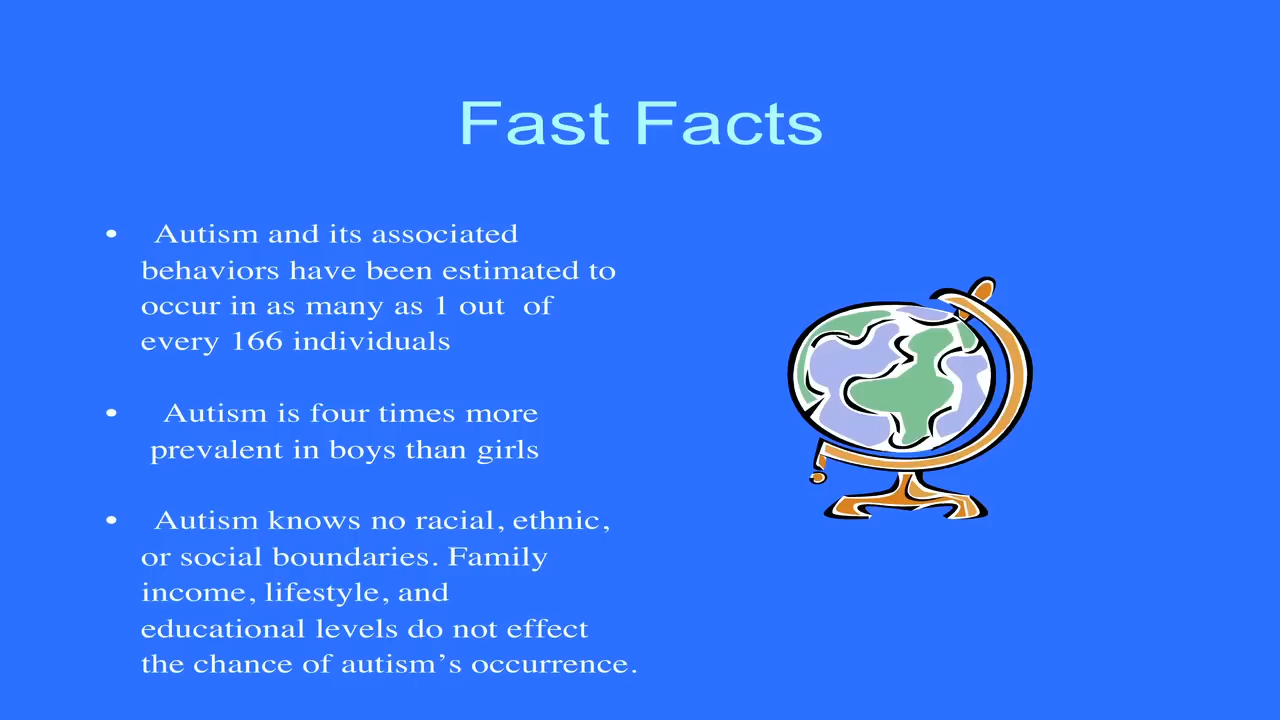 Fast Facts
• Autism and its associated
behaviors have been estimated to
occur in as many as 1 out of
every 166 individuals
• Autism is four times more
prevalent in boys than girls
• Autism knows no racial, ethnic,
or social boundaries. Family
income, lifestyle, and
educational levels do not effect
the chance of autism’s occurrence.